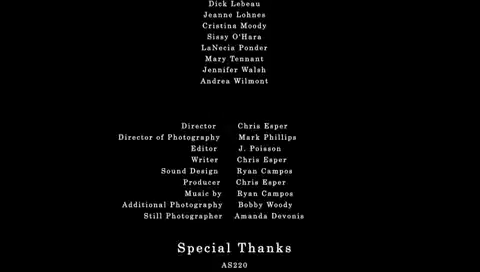 Dick Lebeau
Jeanne Lohnes
Cristina Moody
Sissy O'Hara
LaNecia Ponder
Mary Tennant
Jennifer Walsh
Andrea Wilmont
Director Chris Esper
Director of Photography Mark Phillips
Editor J. Poisson
Writer Chris Esper
Sound Design Ryan Campos
Producer Chris Esper
Music by Ryan Campos
Additional Photography Bobby Woody
Still Photographer Amanda Devonis
Special Thanks
AS220